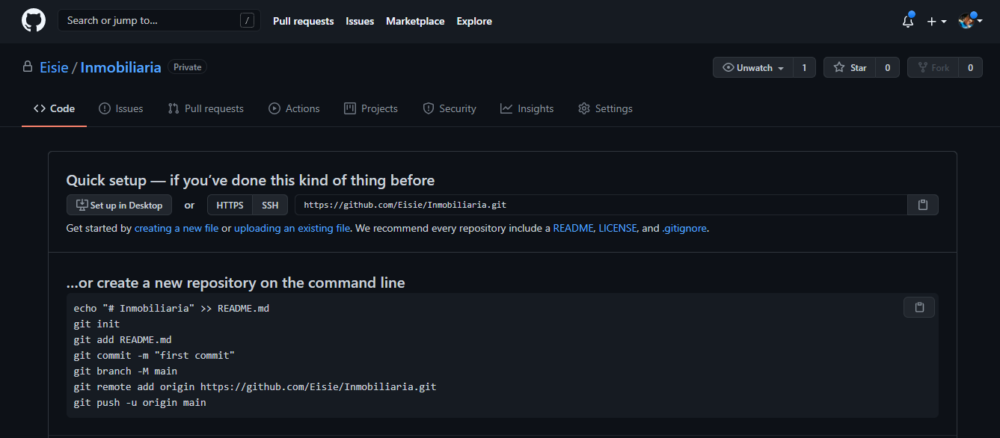 Search or jump to... /
Pull requests Issues Marketplace Explore
Eisie / Inmobiliaria Private
Unwatch 1 Star 0 Fork 0
Code Issues Pull requests Actions Projects Security Insights Settings
Quick setup — if you’ve done this kind of thing before
Set up in Desktop or HTTPS SSH https://github.com/Eisie/Inmobiliaria.git
Get started by creating a new file or uploading an existing file. We recommend every repository include a README, LICENSE, and .gitignore.
…or create a new repository on the command line
echo "# Inmobiliaria" >> README.md
git init
git add README.md
git commit -m "first commit"
git branch -M main
git remote add origin https://github.com/Eisie/Inmobiliaria.git
git push -u origin main